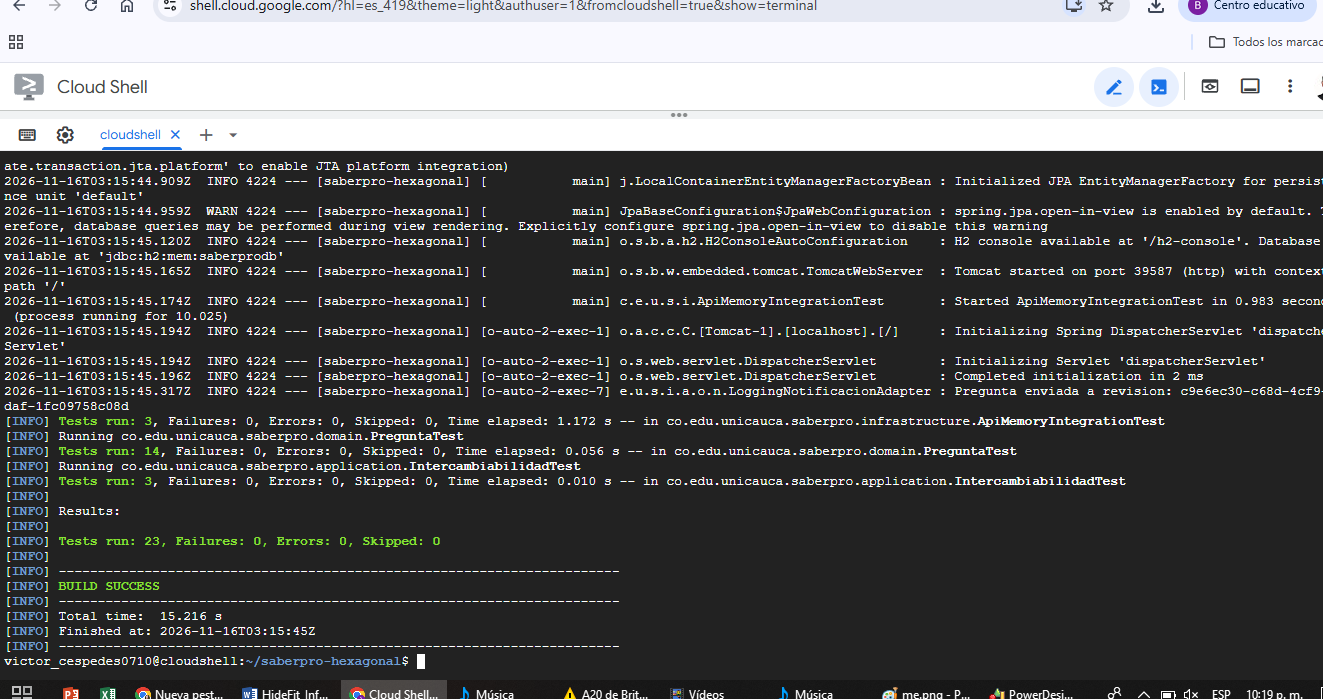 shell.cloud.google.com/?hl=es_419&theme=light&authuser=1&fromcloudshell=true&show=terminal
B Centro educativo
Todos los marcad
Cloud Shell
cloudshell
ate.transaction.jta.platform' to enable JTA platform integration)
2026-11-16T03:15:44.909Z  INFO 4224 --- [saberpro-hexagonal] [           main] j.LocalContainerEntityManagerFactoryBean : Initialized JPA EntityManagerFactory for persist
nce unit 'default'
2026-11-16T03:15:44.959Z  WARN 4224 --- [saberpro-hexagonal] [           main] JpaBaseConfiguration$JpaWebConfiguration : spring.jpa.open-in-view is enabled by default. T
erefore, database queries may be performed during view rendering. Explicitly configure spring.jpa.open-in-view to disable this warning
2026-11-16T03:15:45.120Z  INFO 4224 --- [saberpro-hexagonal] [           main] o.s.b.a.h2.H2ConsoleAutoConfiguration    : H2 console available at '/h2-console'. Database
vailable at 'jdbc:h2:mem:saberprodb'
2026-11-16T03:15:45.165Z  INFO 4224 --- [saberpro-hexagonal] [           main] o.s.b.w.embedded.tomcat.TomcatWebServer  : Tomcat started on port 39587 (http) with context
path '/'
2026-11-16T03:15:45.174Z  INFO 4224 --- [saberpro-hexagonal] [           main] c.e.u.s.i.ApiMemoryIntegrationTest       : Started ApiMemoryIntegrationTest in 0.983 second
 (process running for 10.025)
2026-11-16T03:15:45.194Z  INFO 4224 --- [saberpro-hexagonal] [o-auto-2-exec-1] o.a.c.c.C.[Tomcat-1].[localhost].[/]     : Initializing Spring DispatcherServlet 'dispatche
Servlet'
2026-11-16T03:15:45.194Z  INFO 4224 --- [saberpro-hexagonal] [o-auto-2-exec-1] o.s.web.servlet.DispatcherServlet        : Initializing Servlet 'dispatcherServlet'
2026-11-16T03:15:45.196Z  INFO 4224 --- [saberpro-hexagonal] [o-auto-2-exec-1] o.s.web.servlet.DispatcherServlet        : Completed initialization in 2 ms
2026-11-16T03:15:45.317Z  INFO 4224 --- [saberpro-hexagonal] [o-auto-2-exec-7] e.u.s.i.a.o.n.LoggingNotificacionAdapter : Pregunta enviada a revision: c9e6ec30-c68d-4cf9-
daf-1fc09758c08d
[INFO] Tests run: 3, Failures: 0, Errors: 0, Skipped: 0, Time elapsed: 1.172 s -- in co.edu.unicauca.saberpro.infrastructure.ApiMemoryIntegrationTest
[INFO] Running co.edu.unicauca.saberpro.domain.PreguntaTest
[INFO] Tests run: 14, Failures: 0, Errors: 0, Skipped: 0, Time elapsed: 0.056 s -- in co.edu.unicauca.saberpro.domain.PreguntaTest
[INFO] Running co.edu.unicauca.saberpro.application.IntercambiabilidadTest
[INFO] Tests run: 3, Failures: 0, Errors: 0, Skipped: 0, Time elapsed: 0.010 s -- in co.edu.unicauca.saberpro.application.IntercambiabilidadTest
[INFO]
[INFO] Results:
[INFO]
[INFO] Tests run: 23, Failures: 0, Errors: 0, Skipped: 0
[INFO]
[INFO] ------------------------------------------------------------------------
[INFO] BUILD SUCCESS
[INFO] ------------------------------------------------------------------------
[INFO] Total time:  15.216 s
[INFO] Finished at: 2026-11-16T03:15:45Z
[INFO] ------------------------------------------------------------------------
victor_cespedes0710@cloudshell:~/saberpro-hexagonal$
Nueva pest... HideFit_Inf... Cloud Shell... Música A20 de Brit... Vídeos Música me.png - P... PowerDesi... ESP 10:19 p. m.